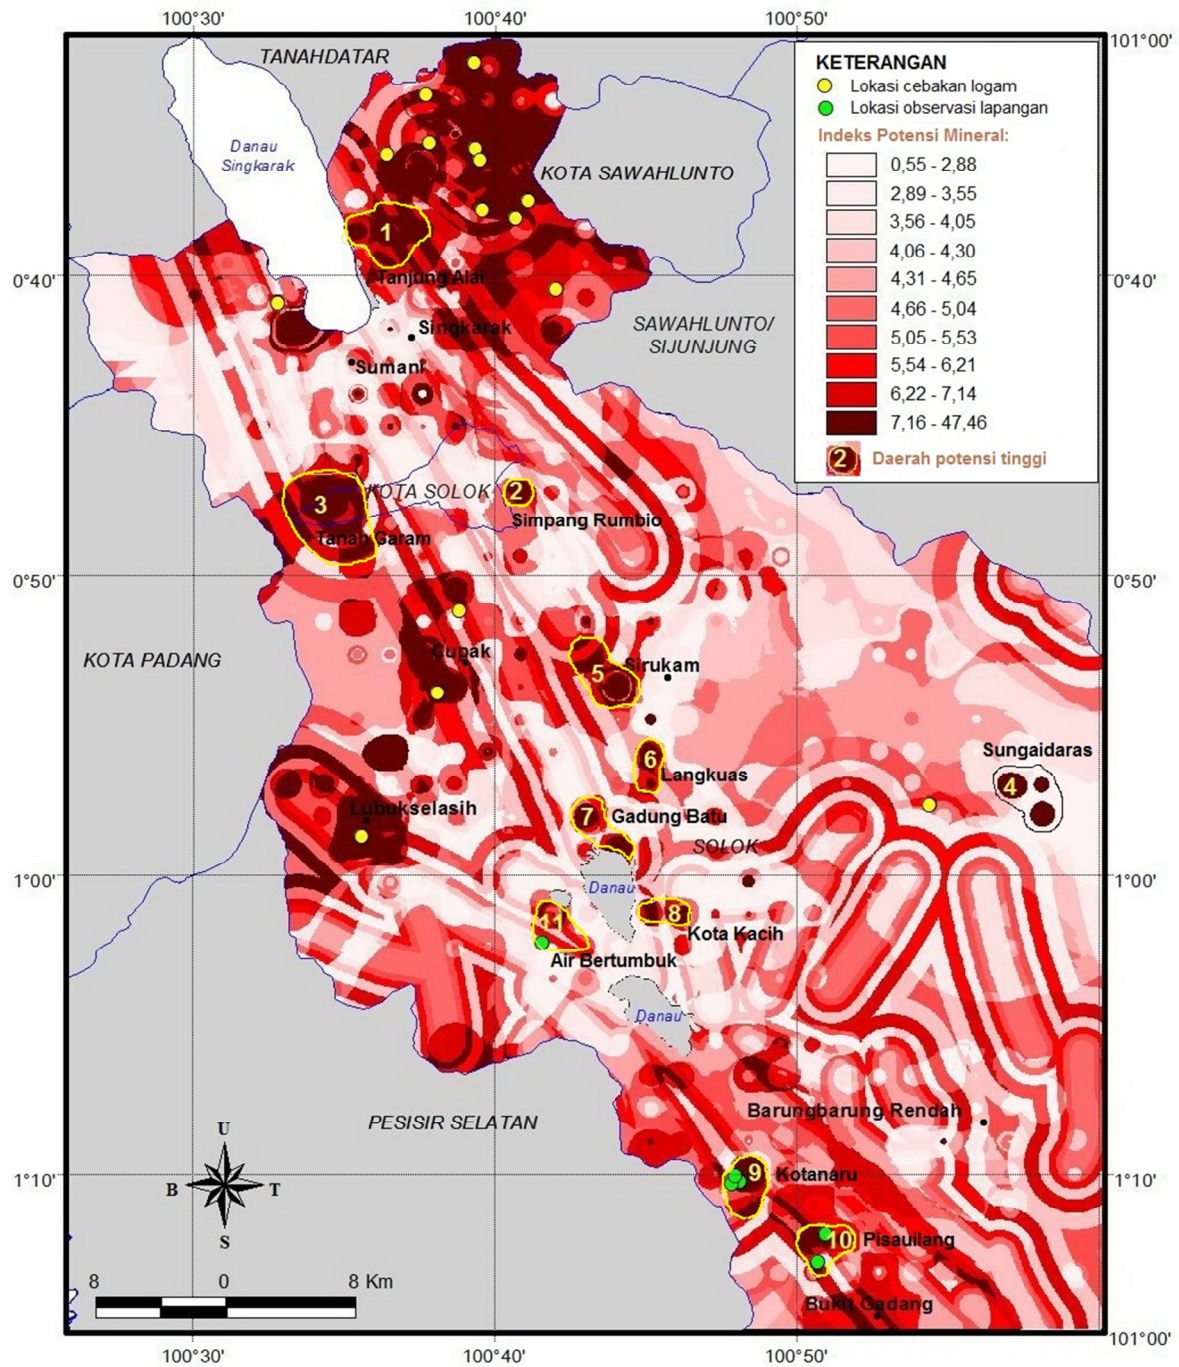 100°30'
100°40'
100°50'
101°00'
TANAHDATAR
KETERANGAN
Lokasi cebakan logam
Lokasi observasi lapangan
Indeks Potensi Mineral:
0,55 - 2,88
2,89 - 3,55
3,56 - 4,05
4,06 - 4,30
4,31 - 4,65
4,66 - 5,04
5,05 - 5,53
5,54 - 6,21
6,22 - 7,14
7,16 - 47,46
2
Daerah potensi tinggi
Danau
Singkarak
KOTA SAWAHLUNTO
1
Tanjung Alai
0°40'
0°40'
Singkarak
SAWAHLUNTO/
SIJUNJUNG
Sumani
3
KOTA SOLOK
2
Simpang Rumbio
Tanah Garam
0°50'
0°50'
KOTA PADANG
Cupak
5
Sirukam
Sungaidaras
6
Langkuas
4
Lubukselasih
7
Gadung Batu
SOLOK
1°00'
1°00'
Danau
11
8
Kota Kacih
Air Bertumbuk
Danau
PESISIR SELATAN
Barungbarung Rendah
U
B
T
S
1°10'
1°10'
9
Kotanaru
10
Pisauilang
8
0
8 Km
Bukit Gadang
100°30'
100°40'
100°50'
101°00'